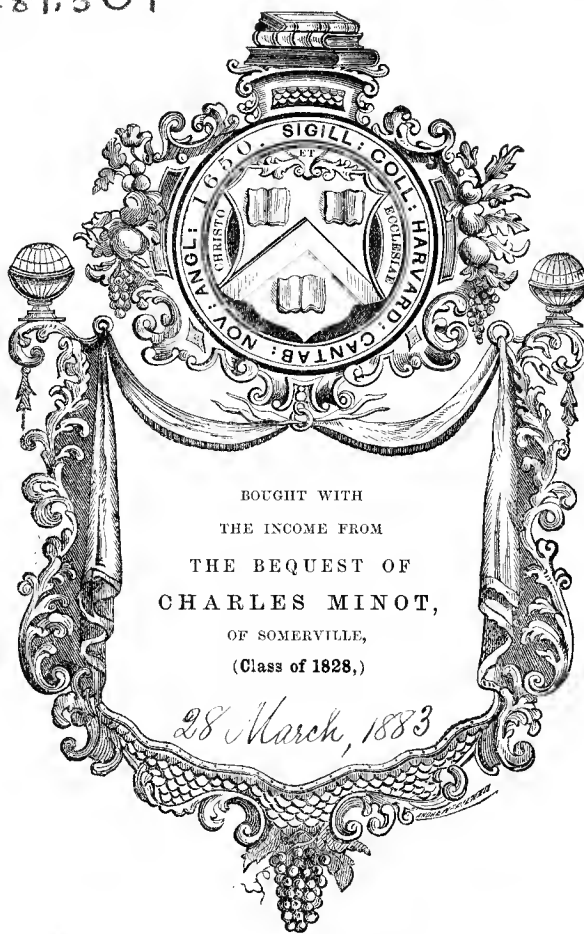 SIGILL: COLL: HARVARD: CANTAB: NOV: ANGL: 1650.
ET
CHRISTO
ECCLESIAE
BOUGHT WITH
THE INCOME FROM
THE BEQUEST OF
CHARLES MINOT,
OF SOMERVILLE,
(Class of 1828,)
28 March, 1883